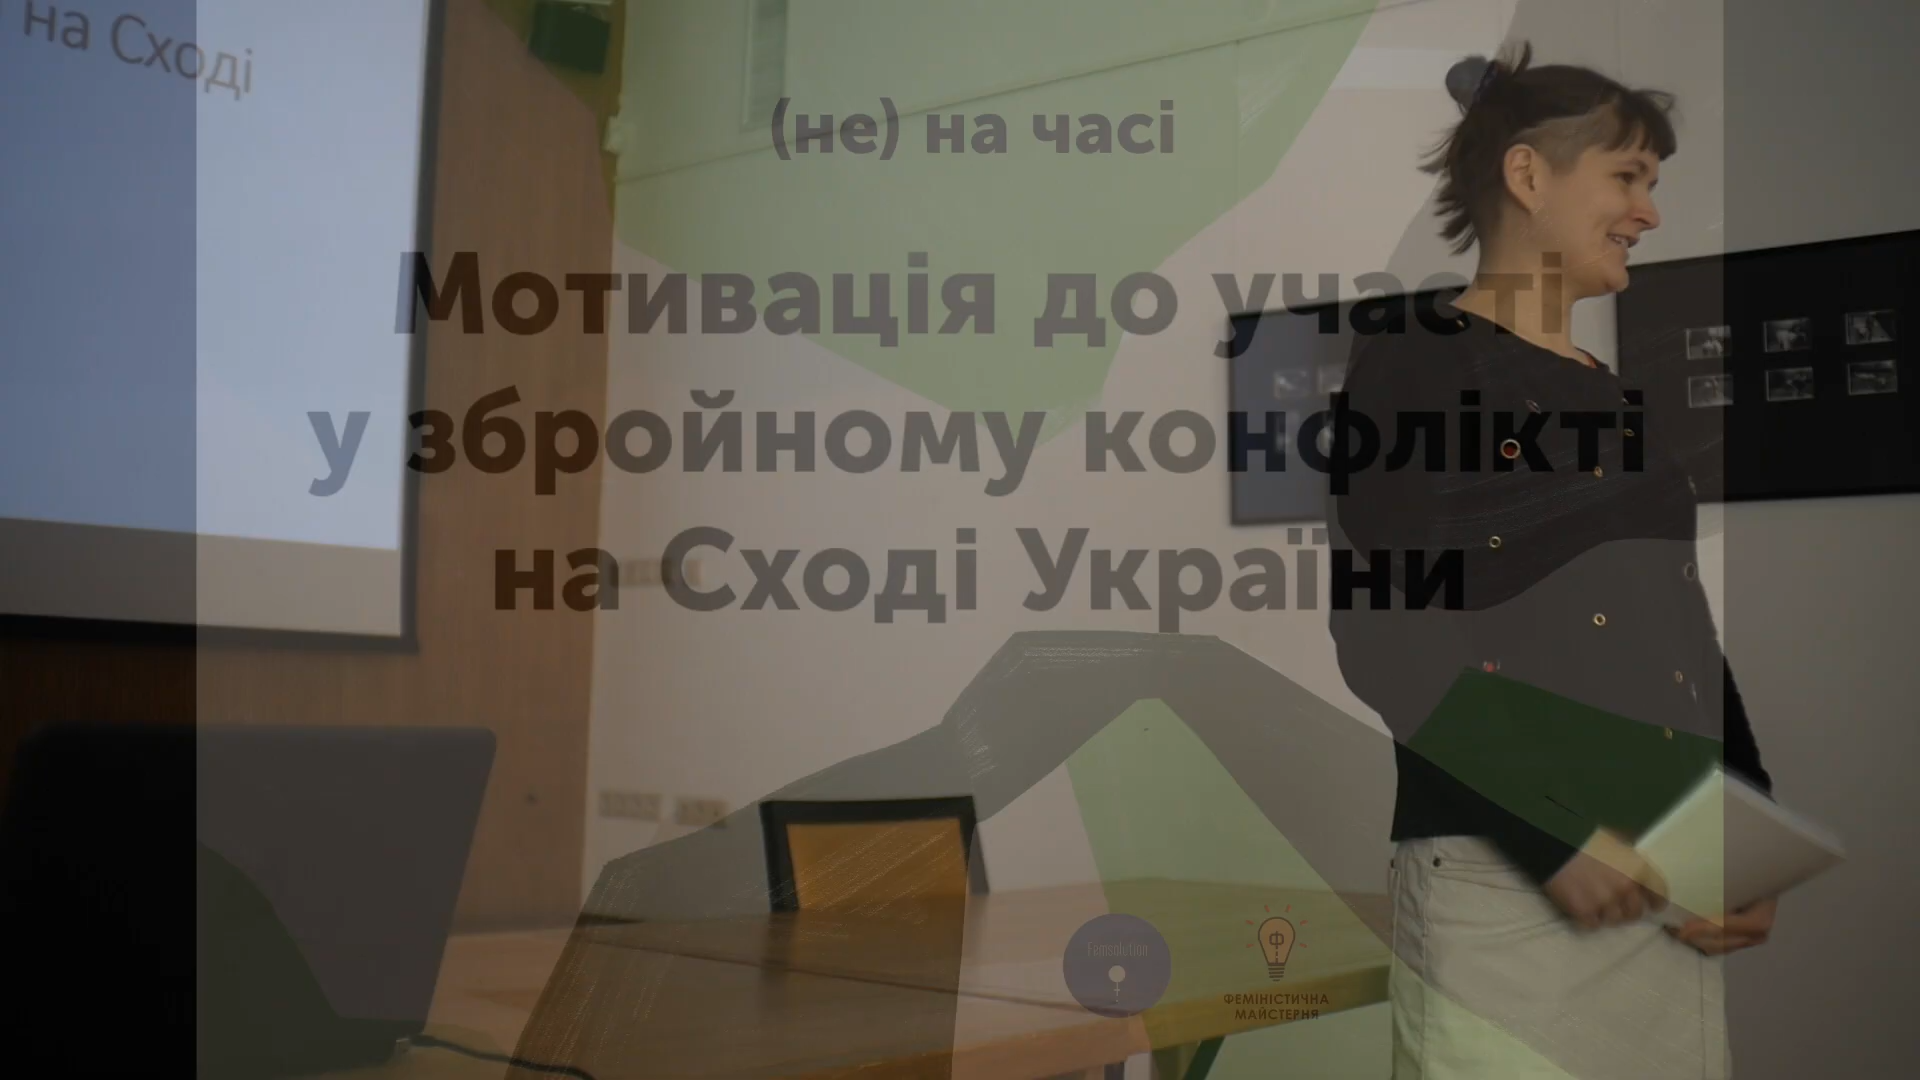 на Сході
(не) на часі
Мотивація до участі
у збройному конфлікті
на Сході України
Femsolution
ФЕМІНІСТИЧНА
МАЙСТЕРНЯ